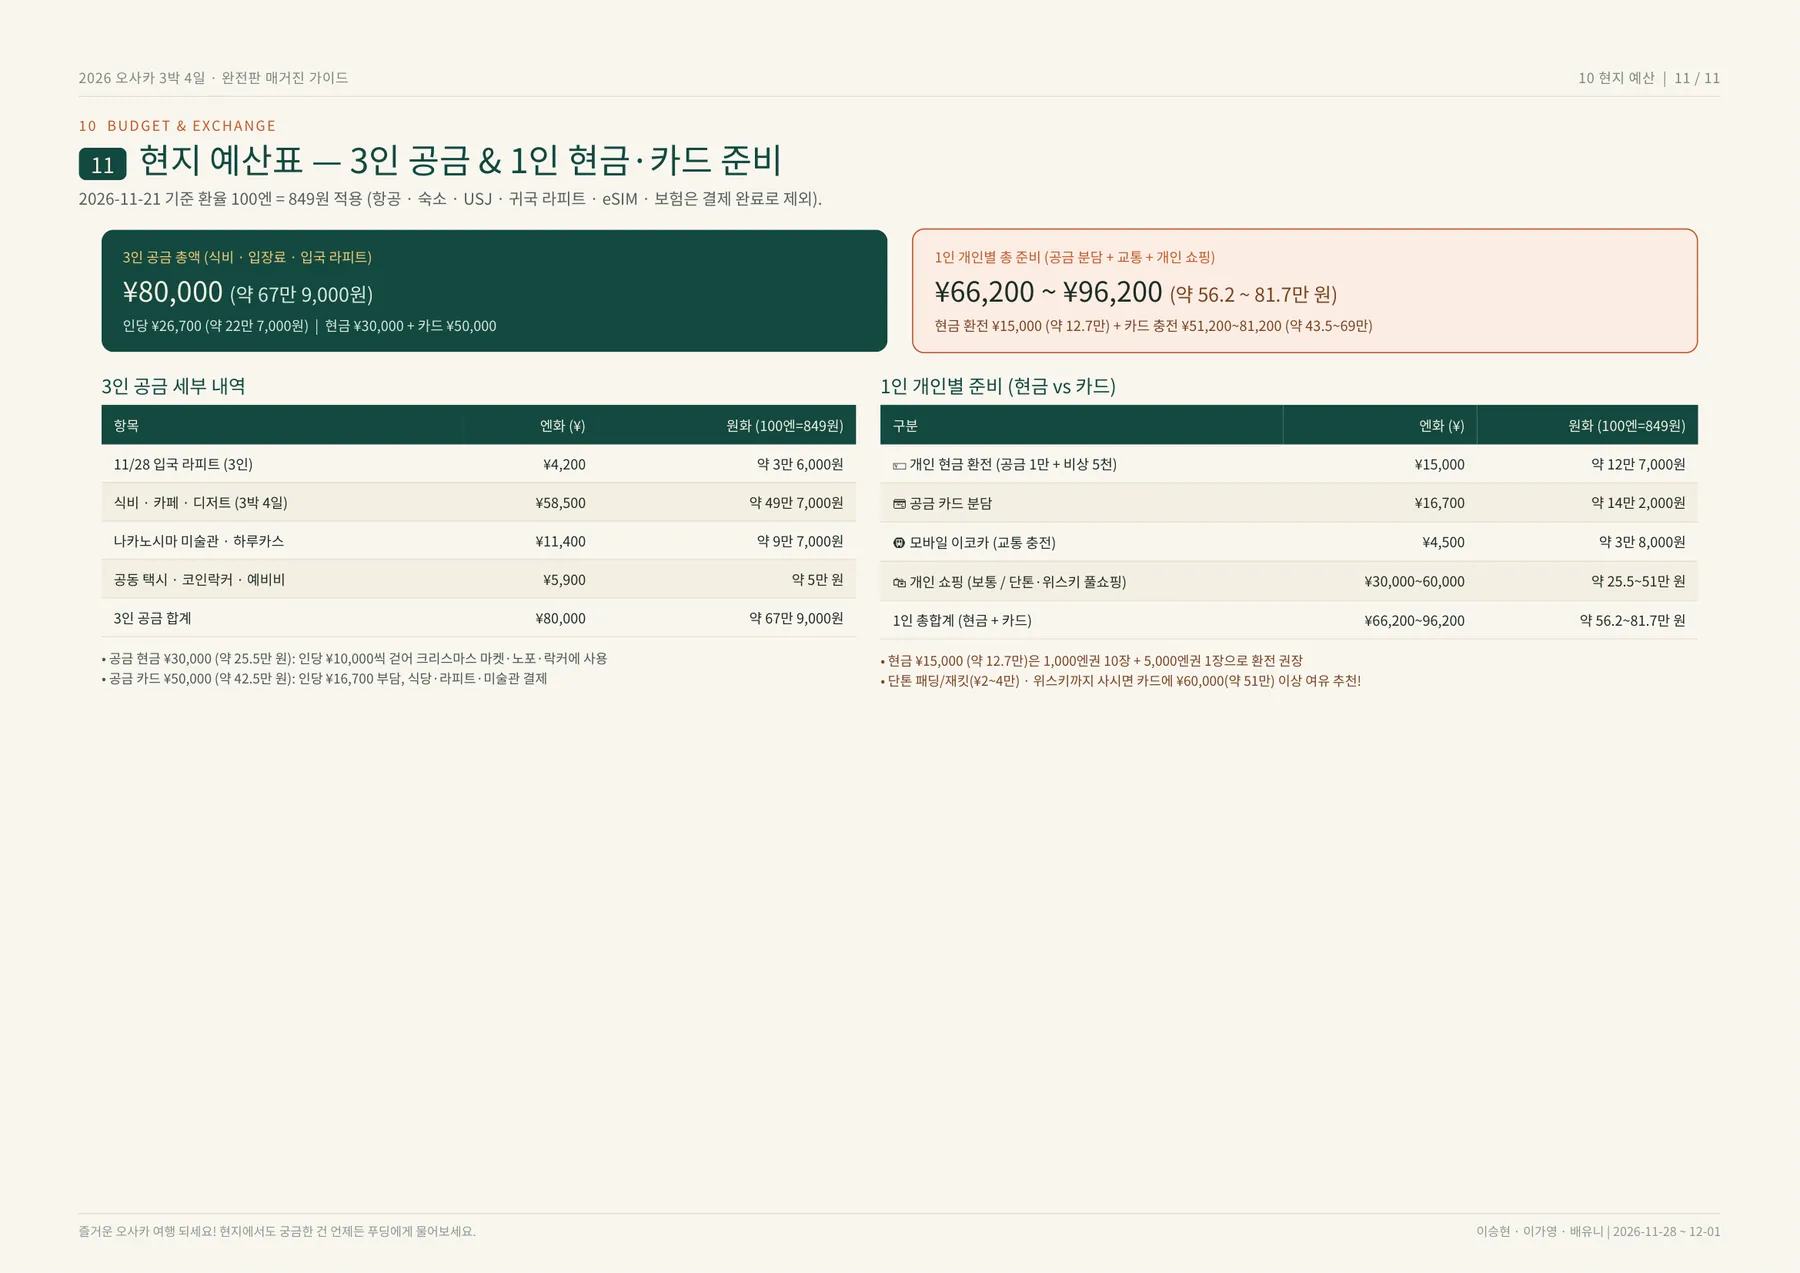 2026 오사카 3박 4일 · 완전판 매거진 가이드
10 현지 예산 | 11 / 11
10 BUDGET & EXCHANGE
11 현지 예산표 — 3인 공금 & 1인 현금·카드 준비
2026-11-21 기준 환율 100엔 = 849원 적용 (항공 · 숙소 · USJ · 귀국 라피트 · eSIM · 보험은 결제 완료로 제외).
3인 공금 총액 (식비 · 입장료 · 입국 라피트)
¥80,000 (약 67만 9,000원)
인당 ¥26,700 (약 22만 7,000원) | 현금 ¥30,000 + 카드 ¥50,000
1인 개인별 총 준비 (공금 분담 + 교통 + 개인 쇼핑)
¥66,200 ~ ¥96,200 (약 56.2 ~ 81.7만 원)
현금 환전 ¥15,000 (약 12.7만) + 카드 충전 ¥51,200~81,200 (약 43.5~69만)
3인 공금 세부 내역
항목 엔화 (¥) 원화 (100엔=849원)
11/28 입국 라피트 (3인) ¥4,200 약 3만 6,000원
식비 · 카페 · 디저트 (3박 4일) ¥58,500 약 49만 7,000원
나카노시마 미술관 · 하루카스 ¥11,400 약 9만 7,000원
공동 택시 · 코인락커 · 예비비 ¥5,900 약 5만 원
3인 공금 합계 ¥80,000 약 67만 9,000원
• 공금 현금 ¥30,000 (약 25.5만 원): 인당 ¥10,000씩 걷어 크리스마스 마켓·노포·락커에 사용
• 공금 카드 ¥50,000 (약 42.5만 원): 인당 ¥16,700 부담, 식당·라피트·미술관 결제
1인 개인별 준비 (현금 vs 카드)
구분 엔화 (¥) 원화 (100엔=849원)
💴 개인 현금 환전 (공금 1만 + 비상 5천) ¥15,000 약 12만 7,000원
💳 공금 카드 분담 ¥16,700 약 14만 2,000원
🚇 모바일 이코카 (교통 충전) ¥4,500 약 3만 8,000원
🛍 개인 쇼핑 (보통 / 단톤·위스키 풀쇼핑) ¥30,000~60,000 약 25.5~51만 원
1인 총합계 (현금 + 카드) ¥66,200~96,200 약 56.2~81.7만 원
• 현금 ¥15,000 (약 12.7만)은 1,000엔권 10장 + 5,000엔권 1장으로 환전 권장
• 단톤 패딩/재킷(¥2~4만) · 위스키까지 사시면 카드에 ¥60,000(약 51만) 이상 여유 추천!
즐거운 오사카 여행 되세요! 현지에서도 궁금한 건 언제든 푸딩에게 물어보세요.
이승현 · 이가영 · 배유니 | 2026-11-28 ~ 12-01